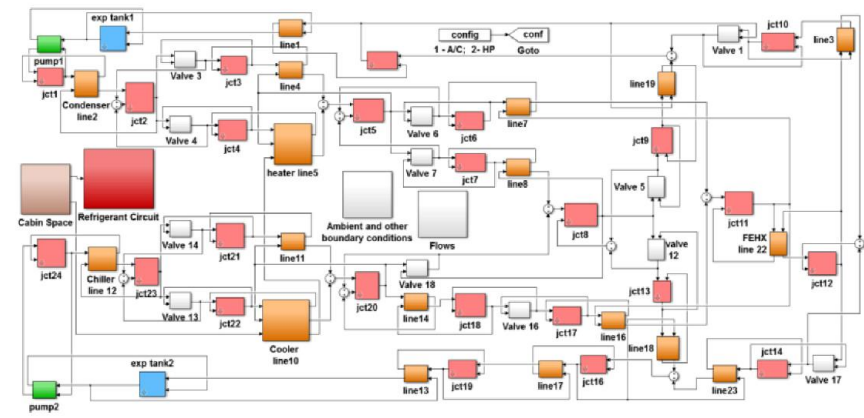 exp tank1
pump1
jct1
Condenser
line2
jct2
Valve 3
jct3
Valve 4
jct4
line1
line4
heater line5
config
conf
1 - A/C; 2- HP
Goto
jct5
Valve 6
jct6
Valve 7
jct7
line7
line8
Valve 1
jct10
line3
line19
jct9
Valve 5
jct8
valve
12
jct13
jct11
FEHX
line 22
jct12
Cabin Space
Refrigerant Circuit
Ambient and other
boundary conditions
Flows
jct24
Chiller
line 12
jct23
Valve 14
jct21
Valve 13
jct22
line11
Cooler
line10
jct20
Valve 18
line14
jct18
Valve 16
jct17
line16
line18
jct14
Valve 17
line23
jct16
line17
jct19
line13
exp tank2
pump2